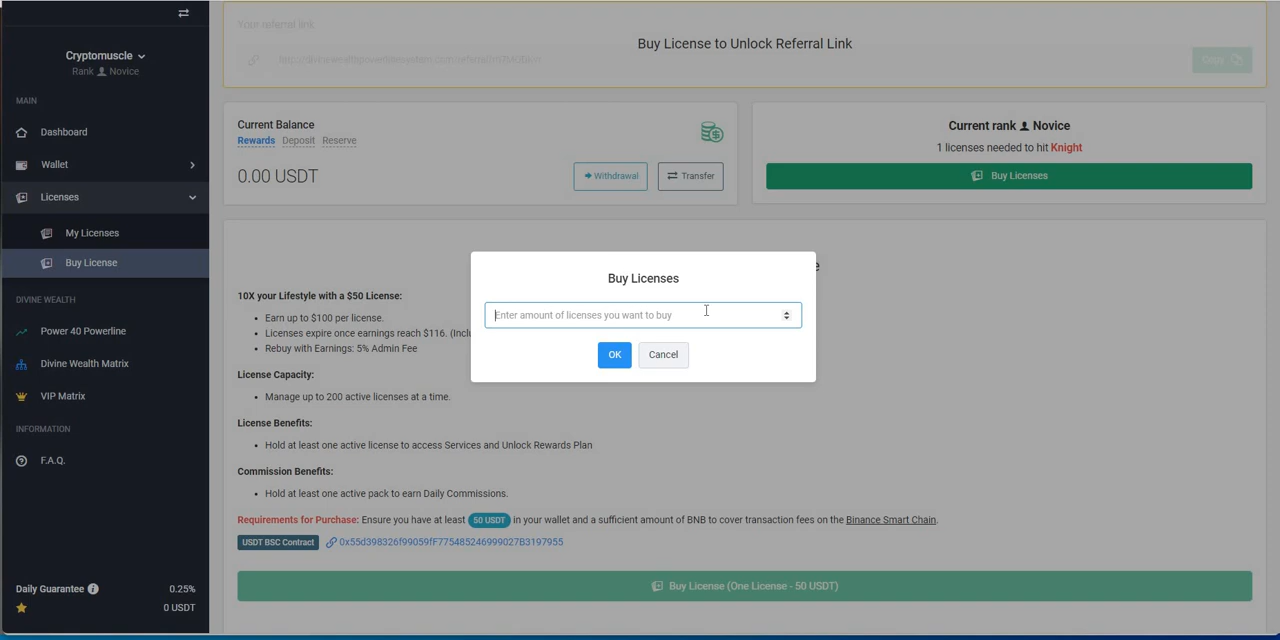 Cryptomuscle
Rank Novice
MAIN
Dashboard
Wallet
Licenses
My Licenses
Buy License
DIVINE WEALTH
Power 40 Powerline
Divine Wealth Matrix
VIP Matrix
INFORMATION
F.A.Q.
Daily Guarantee 0.25%
0 USDT
Your referral link
Buy License to Unlock Referral Link
Copy
Current Balance
Rewards Deposit Reserve
0.00 USDT
Withdrawal
Transfer
Current rank Novice
1 licenses needed to hit Knight
Buy Licenses
Buy Licenses
Enter amount of licenses you want to buy
OK
Cancel
10X your Lifestyle with a $50 License:
Earn up to $100 per license.
Licenses expire once earnings reach $116. (Inclu
Rebuy with Earnings: 5% Admin Fee
License Capacity:
Manage up to 200 active licenses at a time.
License Benefits:
Hold at least one active license to access Services and Unlock Rewards Plan
Commission Benefits:
Hold at least one active pack to earn Daily Commissions.
Requirements for Purchase: Ensure you have at least 50 USDT in your wallet and a sufficient amount of BNB to cover transaction fees on the Binance Smart Chain.
USDT BSC Contract 0x55d398326f99059fF775485246999027B3197955
Buy License (One License - 50 USDT)